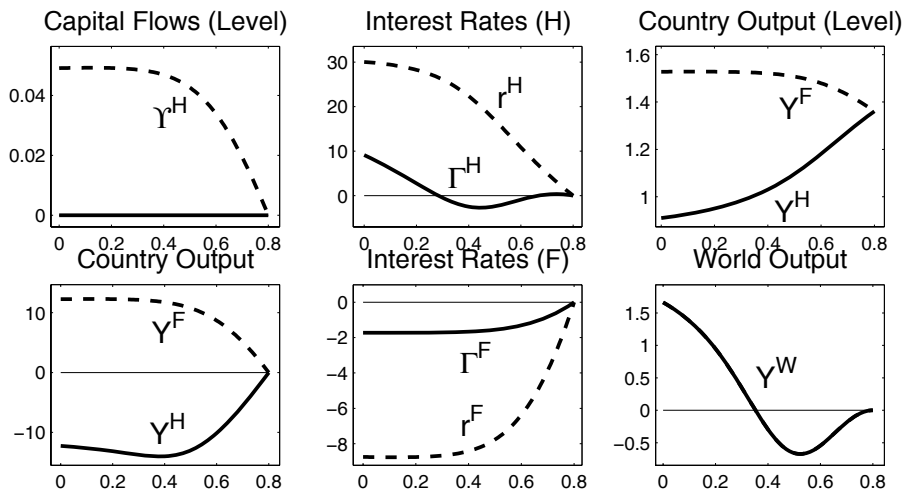 Capital Flows (Level)
0.04
0.02
0
ϒ^H
0 0.2 0.4 0.6 0.8
Interest Rates (H)
30
20
10
0
r^H
Γ^H
0 0.2 0.4 0.6 0.8
Country Output (Level)
1.6
1.4
1.2
1
Y^F
Y^H
0 0.2 0.4 0.6 0.8
Country Output
10
0
−10
Y^F
Y^H
0 0.2 0.4 0.6 0.8
Interest Rates (F)
0
−2
−4
−6
−8
Γ^F
r^F
0 0.2 0.4 0.6 0.8
World Output
1.5
1
0.5
0
−0.5
Y^W
0 0.2 0.4 0.6 0.8